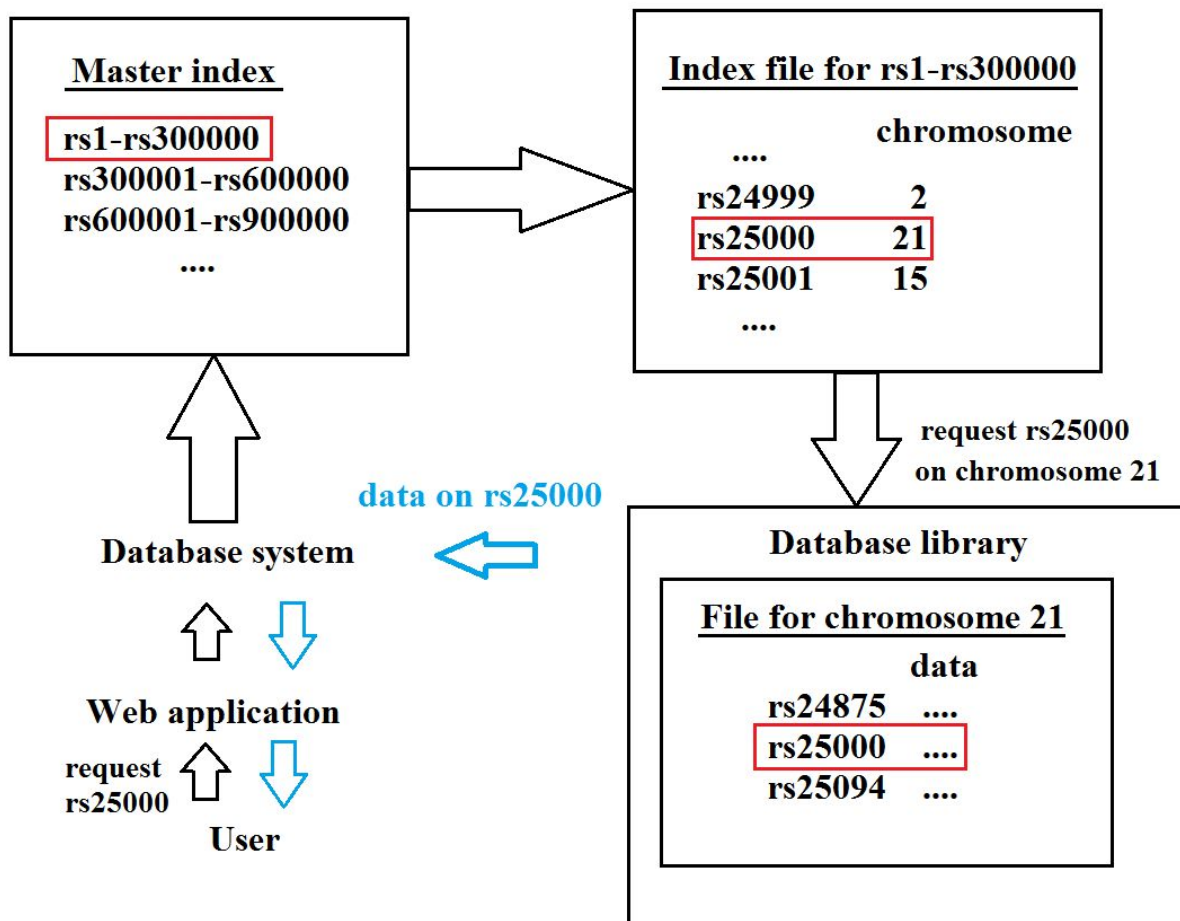 Master index
rs1-rs300000
rs300001-rs600000
rs600001-rs900000
....
Index file for rs1-rs300000
chromosome
....
rs24999 2
rs25000 21
rs25001 15
....
request rs25000
on chromosome 21
data on rs25000
Database system
Web application
request
rs25000
User
Database library
File for chromosome 21
data
rs24875 ....
rs25000 ....
rs25094 ....